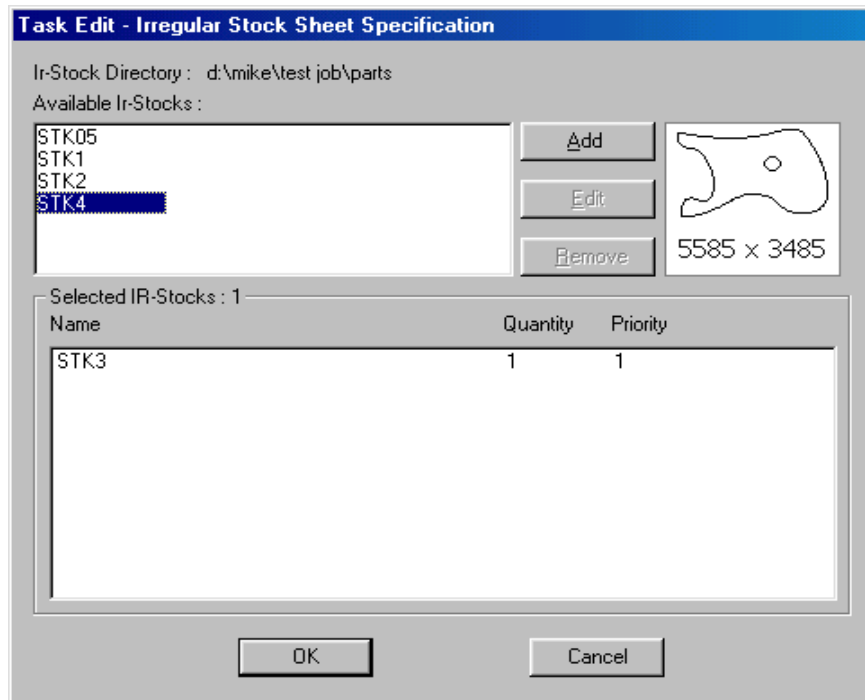 Task Edit - Irregular Stock Sheet Specification
Ir-Stock Directory : d:\mike\test job\parts
Available Ir-Stocks :
STK05
STK1
STK2
STK4
Add
Edit
Remove
5585 x 3485
Selected IR-Stocks : 1
Name Quantity Priority
STK3 1 1
OK Cancel